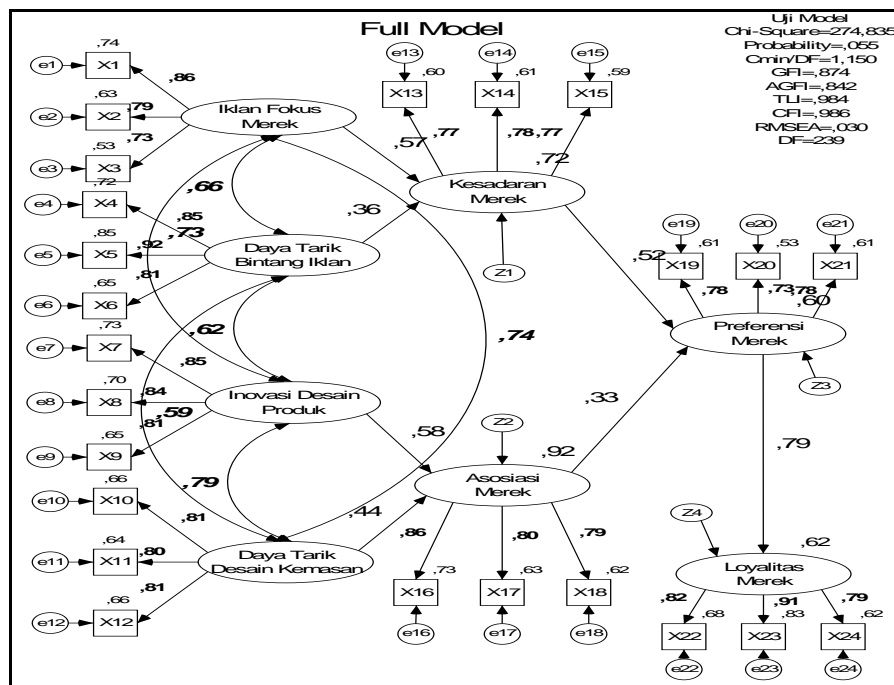 Full Model
Uji Model
Chi-Square=274,835
Probability=,055
Cmin/DF=1,150
GFI=,874
AGFI=,842
TLI=,984
CFI=,986
RMSEA=,030
DF=239
e1
,74
X1
,86
e2
,63
X2
,79
e3
,53
X3
,73
Iklan Fokus
Merek
e4
,72
X4
,85
e5
,85
X5
,92
e6
,65
X6
,81
Daya Tarik
Bintang Iklan
e7
,73
X7
,85
e8
,70
X8
,84
e9
,65
X9
,81
Inovasi Desain
Produk
e10
,66
X10
,81
e11
,64
X11
,80
e12
,66
X12
,81
Daya Tarik
Desain Kemasan
,66
,73
,62
,59
,79
,74
,57
,36
,58
,44
e13
,60
X13
,77
e14
,61
X14
,78
e15
,59
X15
,77
,72
Kesadaran
Merek
Z1
Z2
,92
Asosiasi
Merek
,86
,80
,79
,73
X16
e16
,63
X17
e17
,62
X18
e18
,52
,33
e19
,61
X19
,78
e20
,53
X20
,73
e21
,61
X21
,78
,60
Preferensi
Merek
Z3
,79
Z4
,62
Loyalitas
Merek
,82
,91
,79
,68
X22
e22
,83
X23
e23
,62
X24
e24